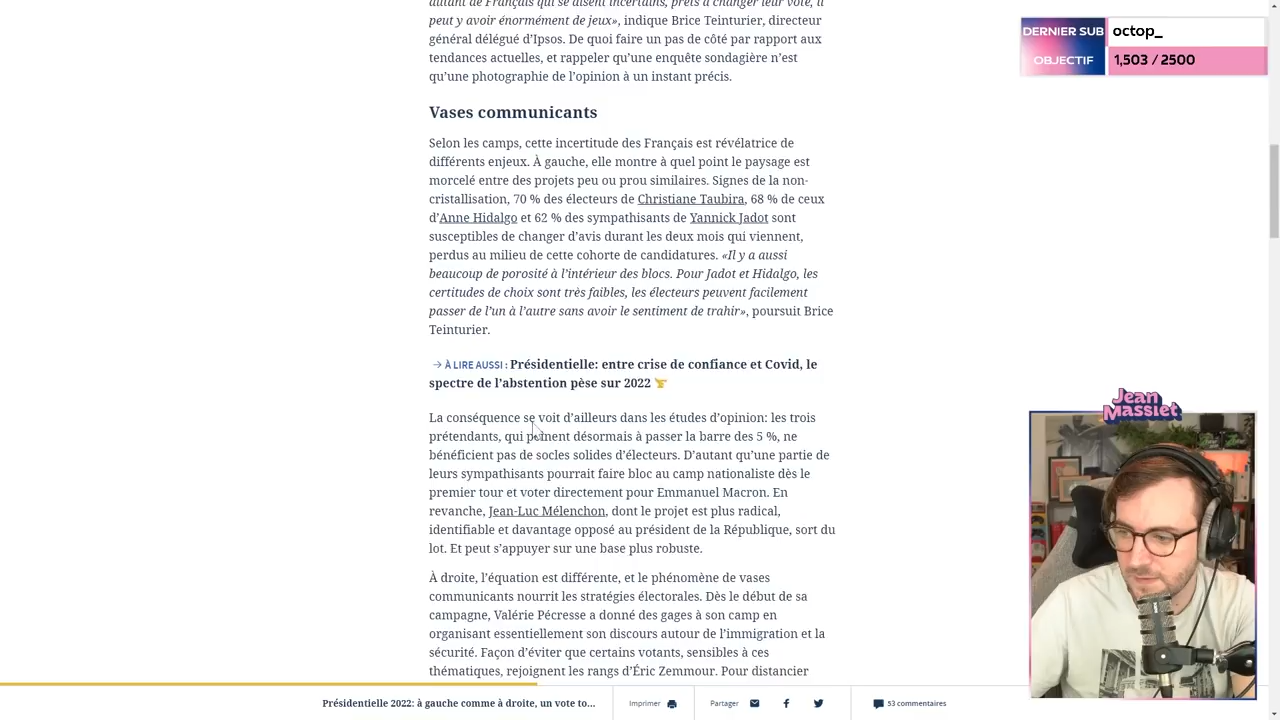 autant de Français qui se disent incertains, prêts à changer leur vote, il
peut y avoir énormément de jeux», indique Brice Teinturier, directeur
général délégué d’Ipsos. De quoi faire un pas de côté par rapport aux
tendances actuelles, et rappeler qu’une enquête sondagière n’est
qu’une photographie de l’opinion à un instant précis.
Vases communicants
Selon les camps, cette incertitude des Français est révélatrice de
différents enjeux. À gauche, elle montre à quel point le paysage est
morcelé entre des projets peu ou prou similaires. Signes de la non-
cristallisation, 70 % des électeurs de Christiane Taubira, 68 % de ceux
d’Anne Hidalgo et 62 % des sympathisants de Yannick Jadot sont
susceptibles de changer d’avis durant les deux mois qui viennent,
perdus au milieu de cette cohorte de candidatures. «Il y a aussi
beaucoup de porosité à l’intérieur des blocs. Pour Jadot et Hidalgo, les
certitudes de choix sont très faibles, les électeurs peuvent facilement
passer de l’un à l’autre sans avoir le sentiment de trahir», poursuit Brice
Teinturier.
→ À LIRE AUSSI : Présidentielle: entre crise de confiance et Covid, le
spectre de l’abstention pèse sur 2022
La conséquence se voit d’ailleurs dans les études d’opinion: les trois
prétendants, qui peinent désormais à passer la barre des 5 %, ne
bénéficient pas de socles solides d’électeurs. D’autant qu’une partie de
leurs sympathisants pourrait faire bloc au camp nationaliste dès le
premier tour et voter directement pour Emmanuel Macron. En
revanche, Jean-Luc Mélenchon, dont le projet est plus radical,
identifiable et davantage opposé au président de la République, sort du
lot. Et peut s’appuyer sur une base plus robuste.
À droite, l’équation est différente, et le phénomène de vases
communicants nourrit les stratégies électorales. Dès le début de sa
campagne, Valérie Pécresse a donné des gages à son camp en
organisant essentiellement son discours autour de l’immigration et la
sécurité. Façon d’éviter que certains votants, sensibles à ces
thématiques, rejoignent les rangs d’Éric Zemmour. Pour distancier
Présidentielle 2022: à gauche comme à droite, un vote to...
Imprimer
Partager
53 commentaires
DERNIER SUB
octop_
OBJECTIF
1,503 / 2500
Jean
Massiet